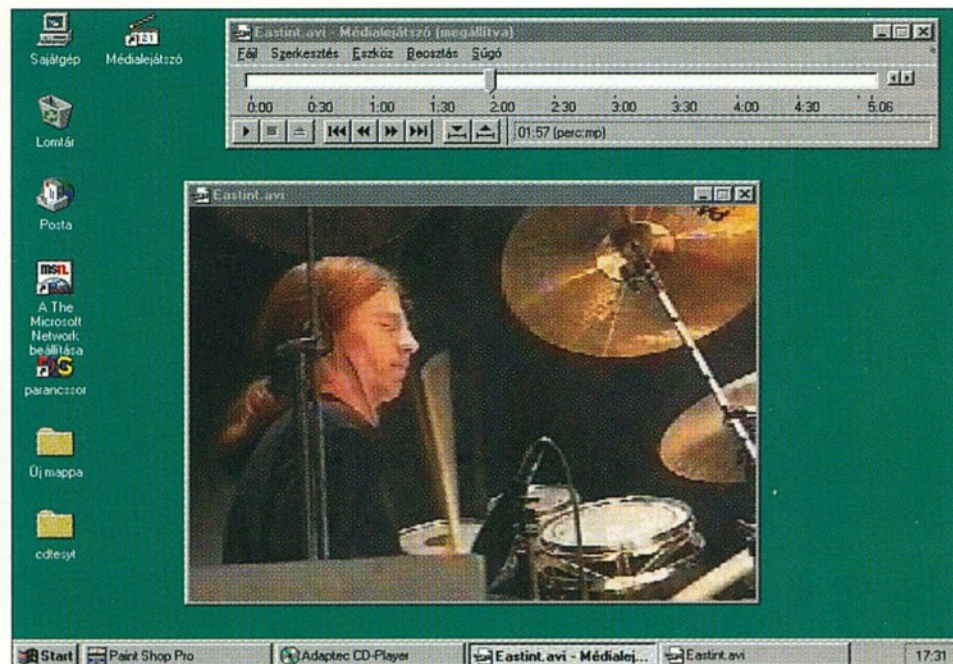 Sajátgép
Médialejátszó
Lomtár
Posta
msn.
A The
Microsoft
Network
beállítása
parancssor
Új mappa
cdtesyt
Eastint.avi - Médialejátszó (megállítva)
Fájl Szerkesztés Eszköz Beosztás Súgó
0:00 0:30 1:00 1:30 2:00 2:30 3:00 3:30 4:00 4:30 5:06
01:57 (perc:mp)
Eastint.avi
Start Paint Shop Pro Adaptec CD-Player Eastint.avi - Médialej... Eastint.avi 17:31